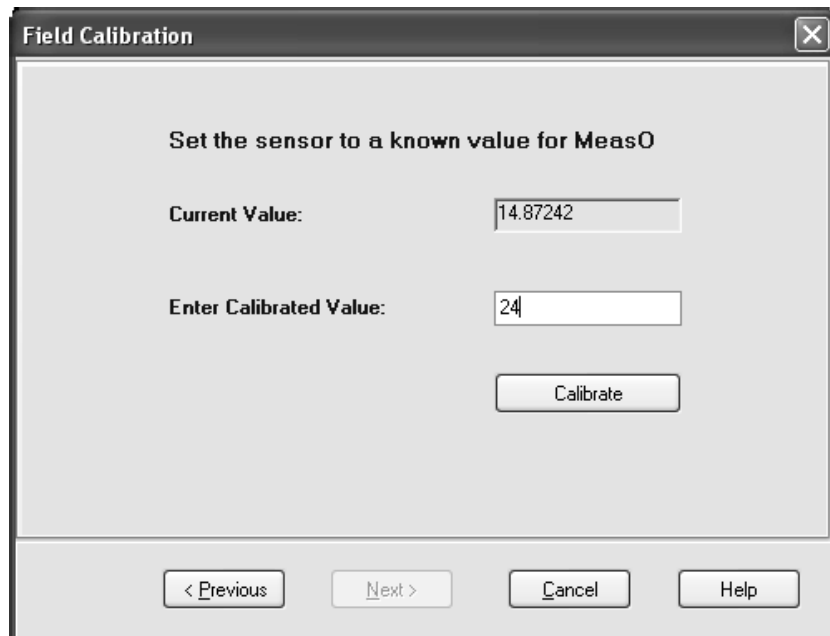 Field Calibration
Set the sensor to a known value for MeasO
Current Value: 14.87242
Enter Calibrated Value: 24
Calibrate
< Previous Next > Cancel Help